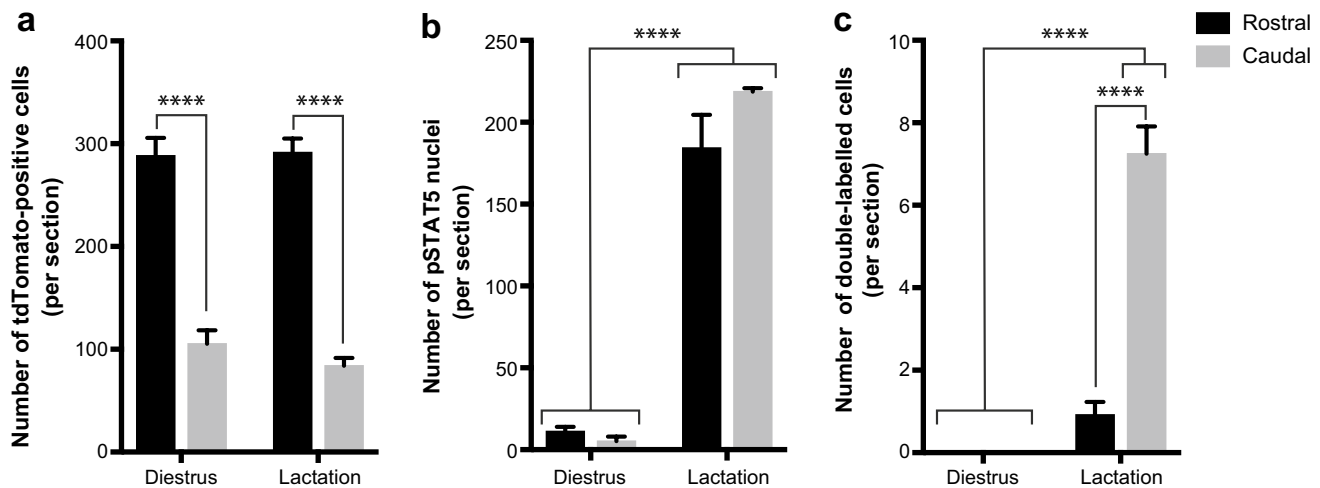 a
Number of tdTomato-positive cells
(per section)
400
300
200
100
0
****
****
Diestrus
Lactation
b
Number of pSTAT5 nuclei
(per section)
250
200
150
100
50
0
****
Diestrus
Lactation
c
Number of double-labelled cells
(per section)
10
8
6
4
2
0
****
****
Diestrus
Lactation
Rostral
Caudal